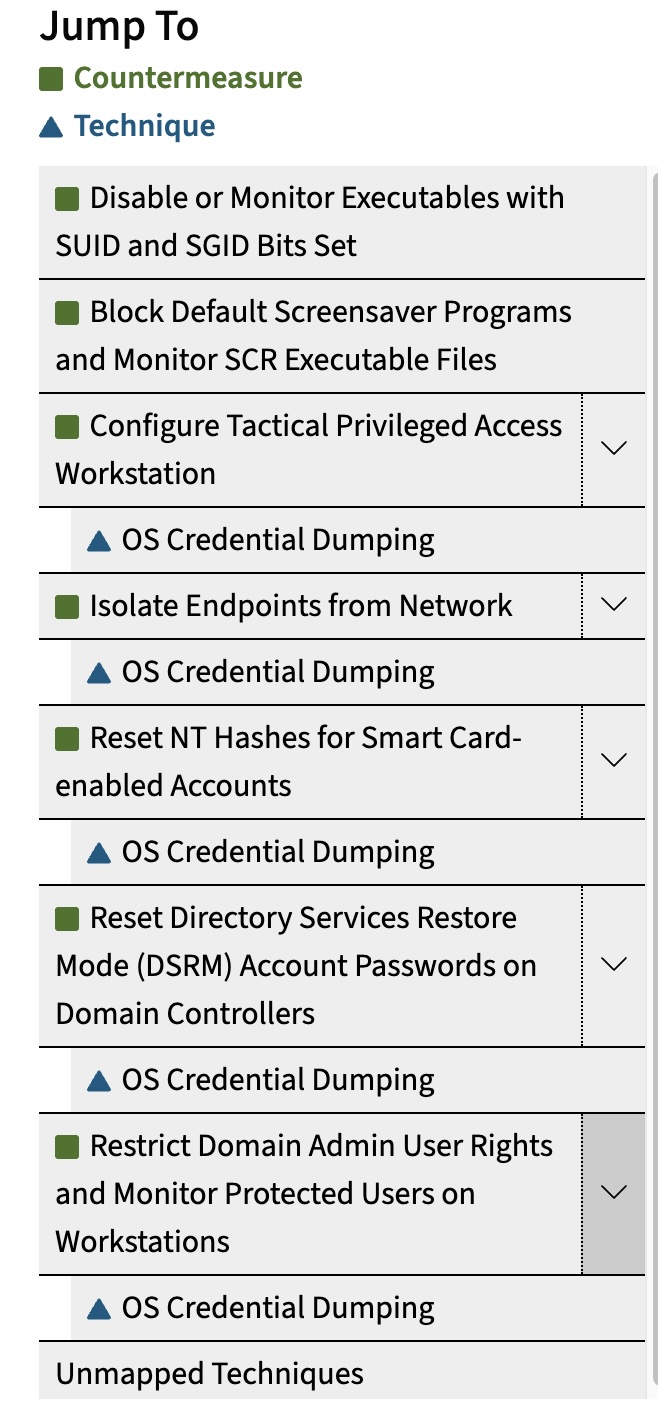 Jump To
Countermeasure
Technique
Disable or Monitor Executables with
SUID and SGID Bits Set
Block Default Screensaver Programs
and Monitor SCR Executable Files
Configure Tactical Privileged Access
Workstation
OS Credential Dumping
Isolate Endpoints from Network
OS Credential Dumping
Reset NT Hashes for Smart Card-
enabled Accounts
OS Credential Dumping
Reset Directory Services Restore
Mode (DSRM) Account Passwords on
Domain Controllers
OS Credential Dumping
Restrict Domain Admin User Rights
and Monitor Protected Users on
Workstations
OS Credential Dumping
Unmapped Techniques